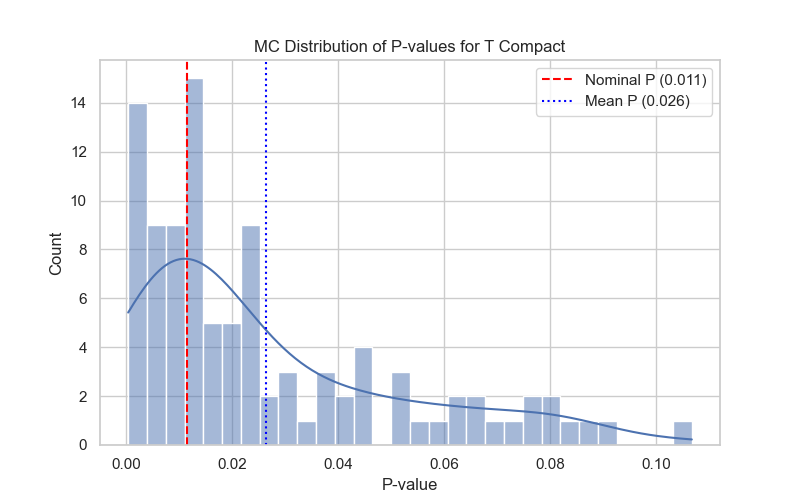 MC Distribution of P-values for T Compact
Nominal P (0.011)
Mean P (0.026)
Count
14
12
10
8
6
4
2
0
0.00 0.02 0.04 0.06 0.08 0.10
P-value